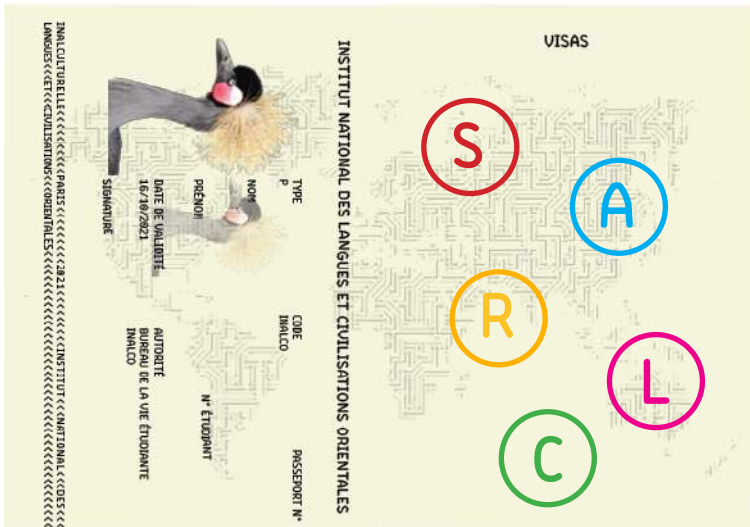 INSTITUT NATIONAL DES LANGUES ET CIVILISATIONS ORIENTALES
TYPE
P
CODE
INALCO
PASSEPORT N°
NOM
PRÉNOM
N° ÉTUDIANT
DATE DE VALIDITÉ
16/10/2021
AUTORITÉ
BUREAU DE LA VIE ÉTUDIANTE
INALCO
SIGNATURE
INALCULTURELLE<<<<<<<<<PARIS<<<<<<<<2021<<<<<<<<INSTITUT<<<NATIONAL<<<DES<<<
LANGUES<<<ET<<<CIVILISATIONS<<<ORIENTALES<<<<<<<<<<<<<<<<<<<<<<<<<<<<
VISAS
S
A
R
L
C